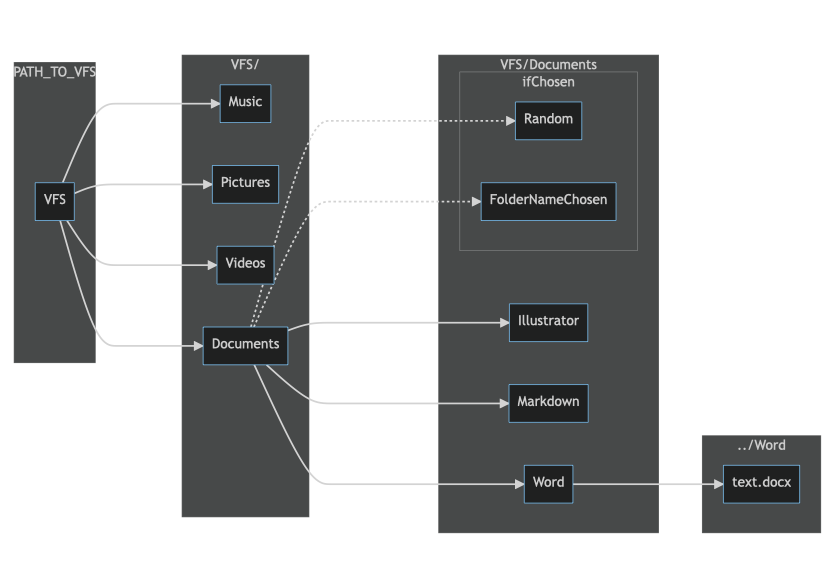 PATH_TO_VFS
VFS
VFS/
Music
Pictures
Videos
Documents
VFS/Documents
ifChosen
Random
FolderNameChosen
Illustrator
Markdown
Word
../Word
text.docx